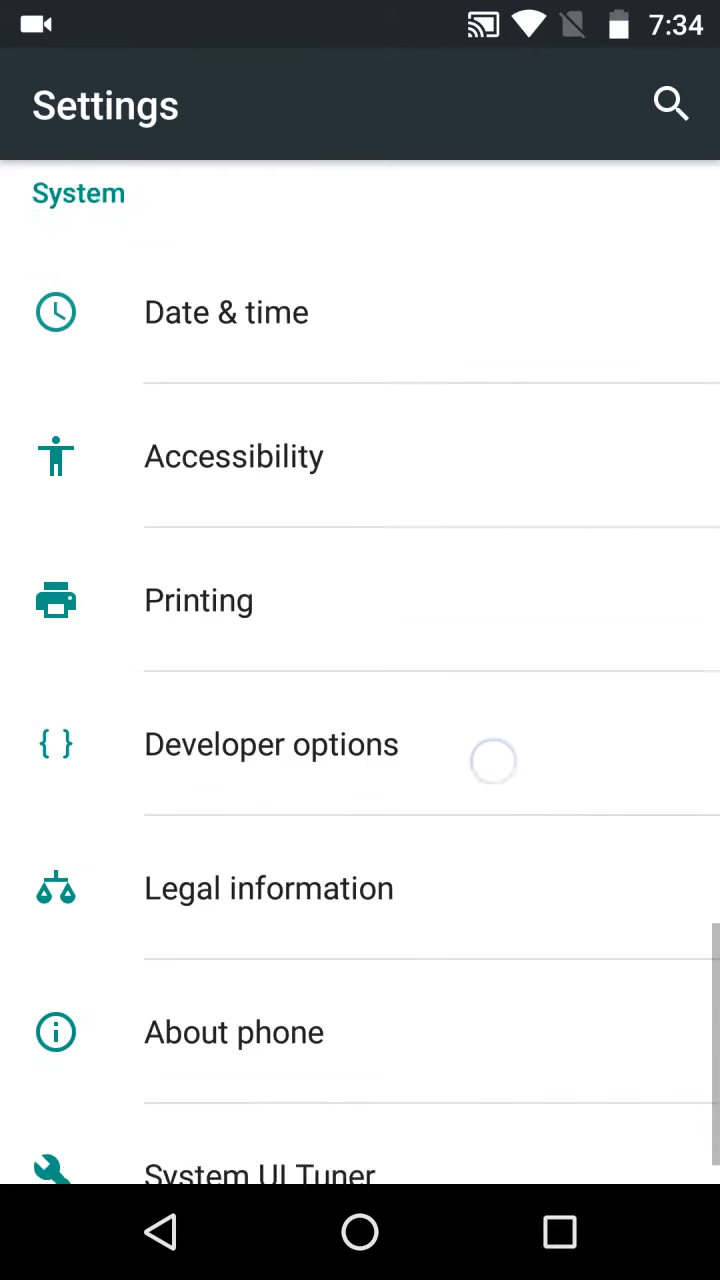 7:34
Settings
System
Date & time
Accessibility
Printing
{ } Developer options
Legal information
About phone
System UI Tuner